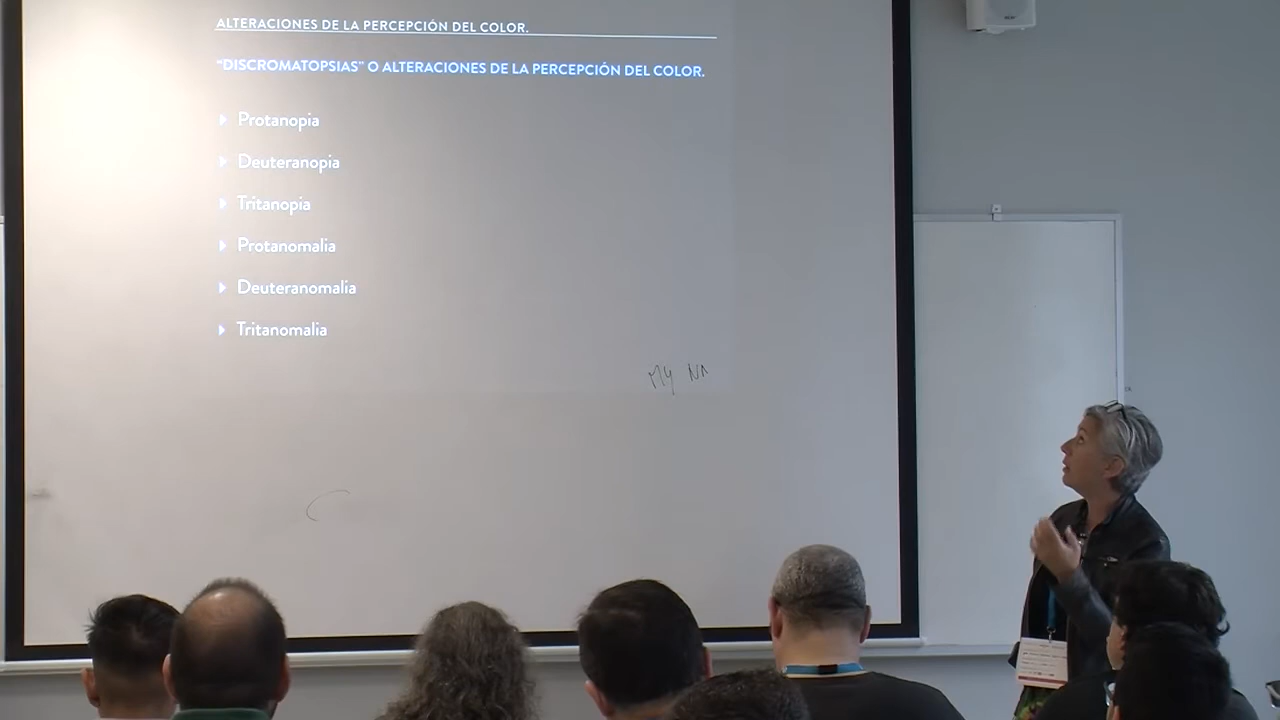 ALTERACIONES DE LA PERCEPCIÓN DEL COLOR.
“DISCROMATOPSIAS” O ALTERACIONES DE LA PERCEPCIÓN DEL COLOR.
Protanopia
Deuteranopia
Tritanopia
Protanomalia
Deuteranomalia
Tritanomalia
MY